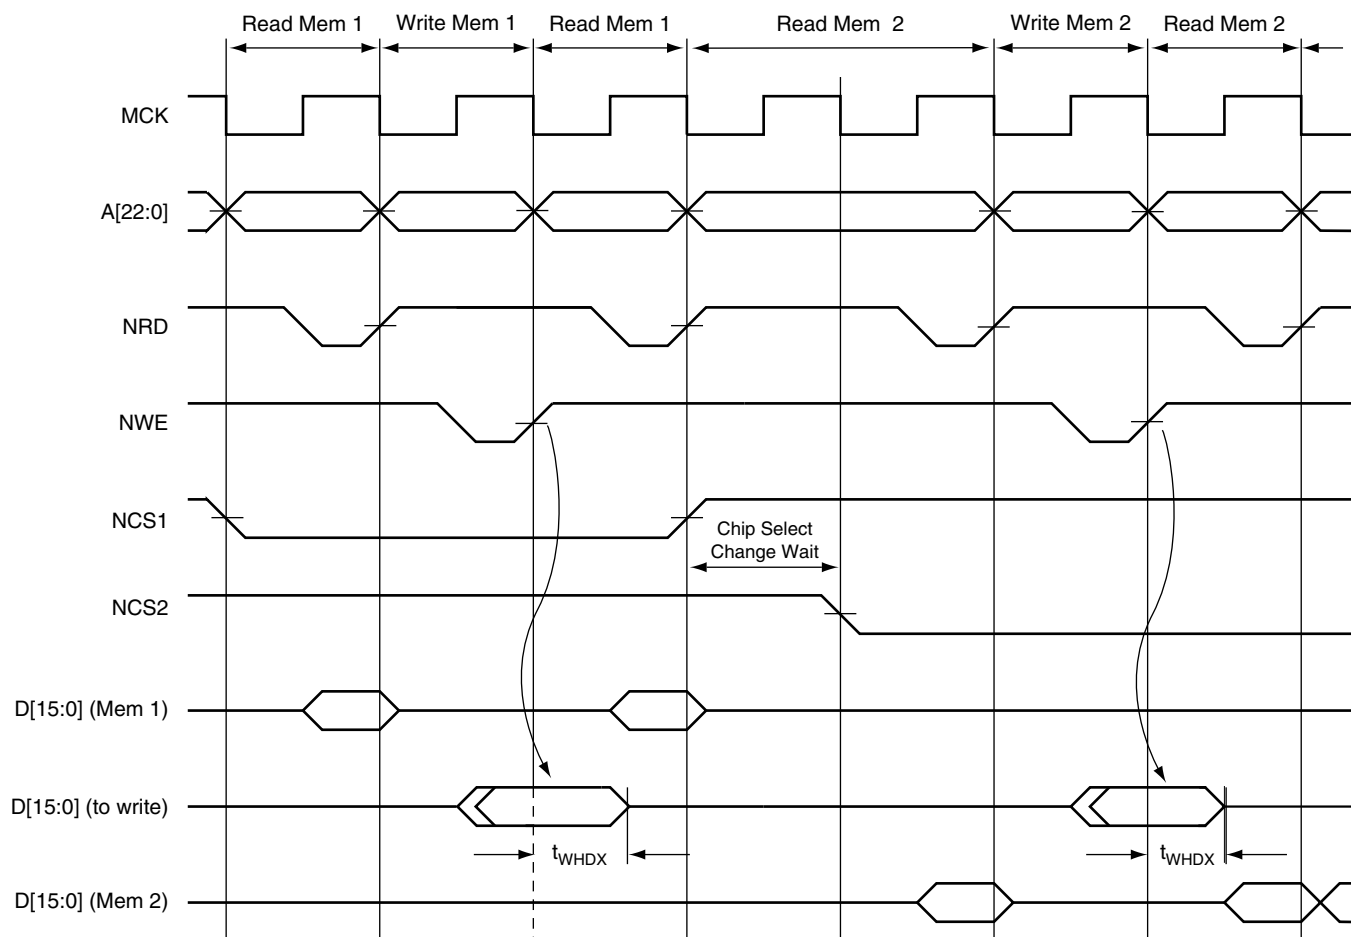 Read Mem 1 Write Mem 1 Read Mem 1 Read Mem 2 Write Mem 2 Read Mem 2
MCK
A[22:0]
NRD
NWE
NCS1
Chip Select
Change Wait
NCS2
D[15:0] (Mem 1)
D[15:0] (to write)
tWHDX tWHDX
D[15:0] (Mem 2)